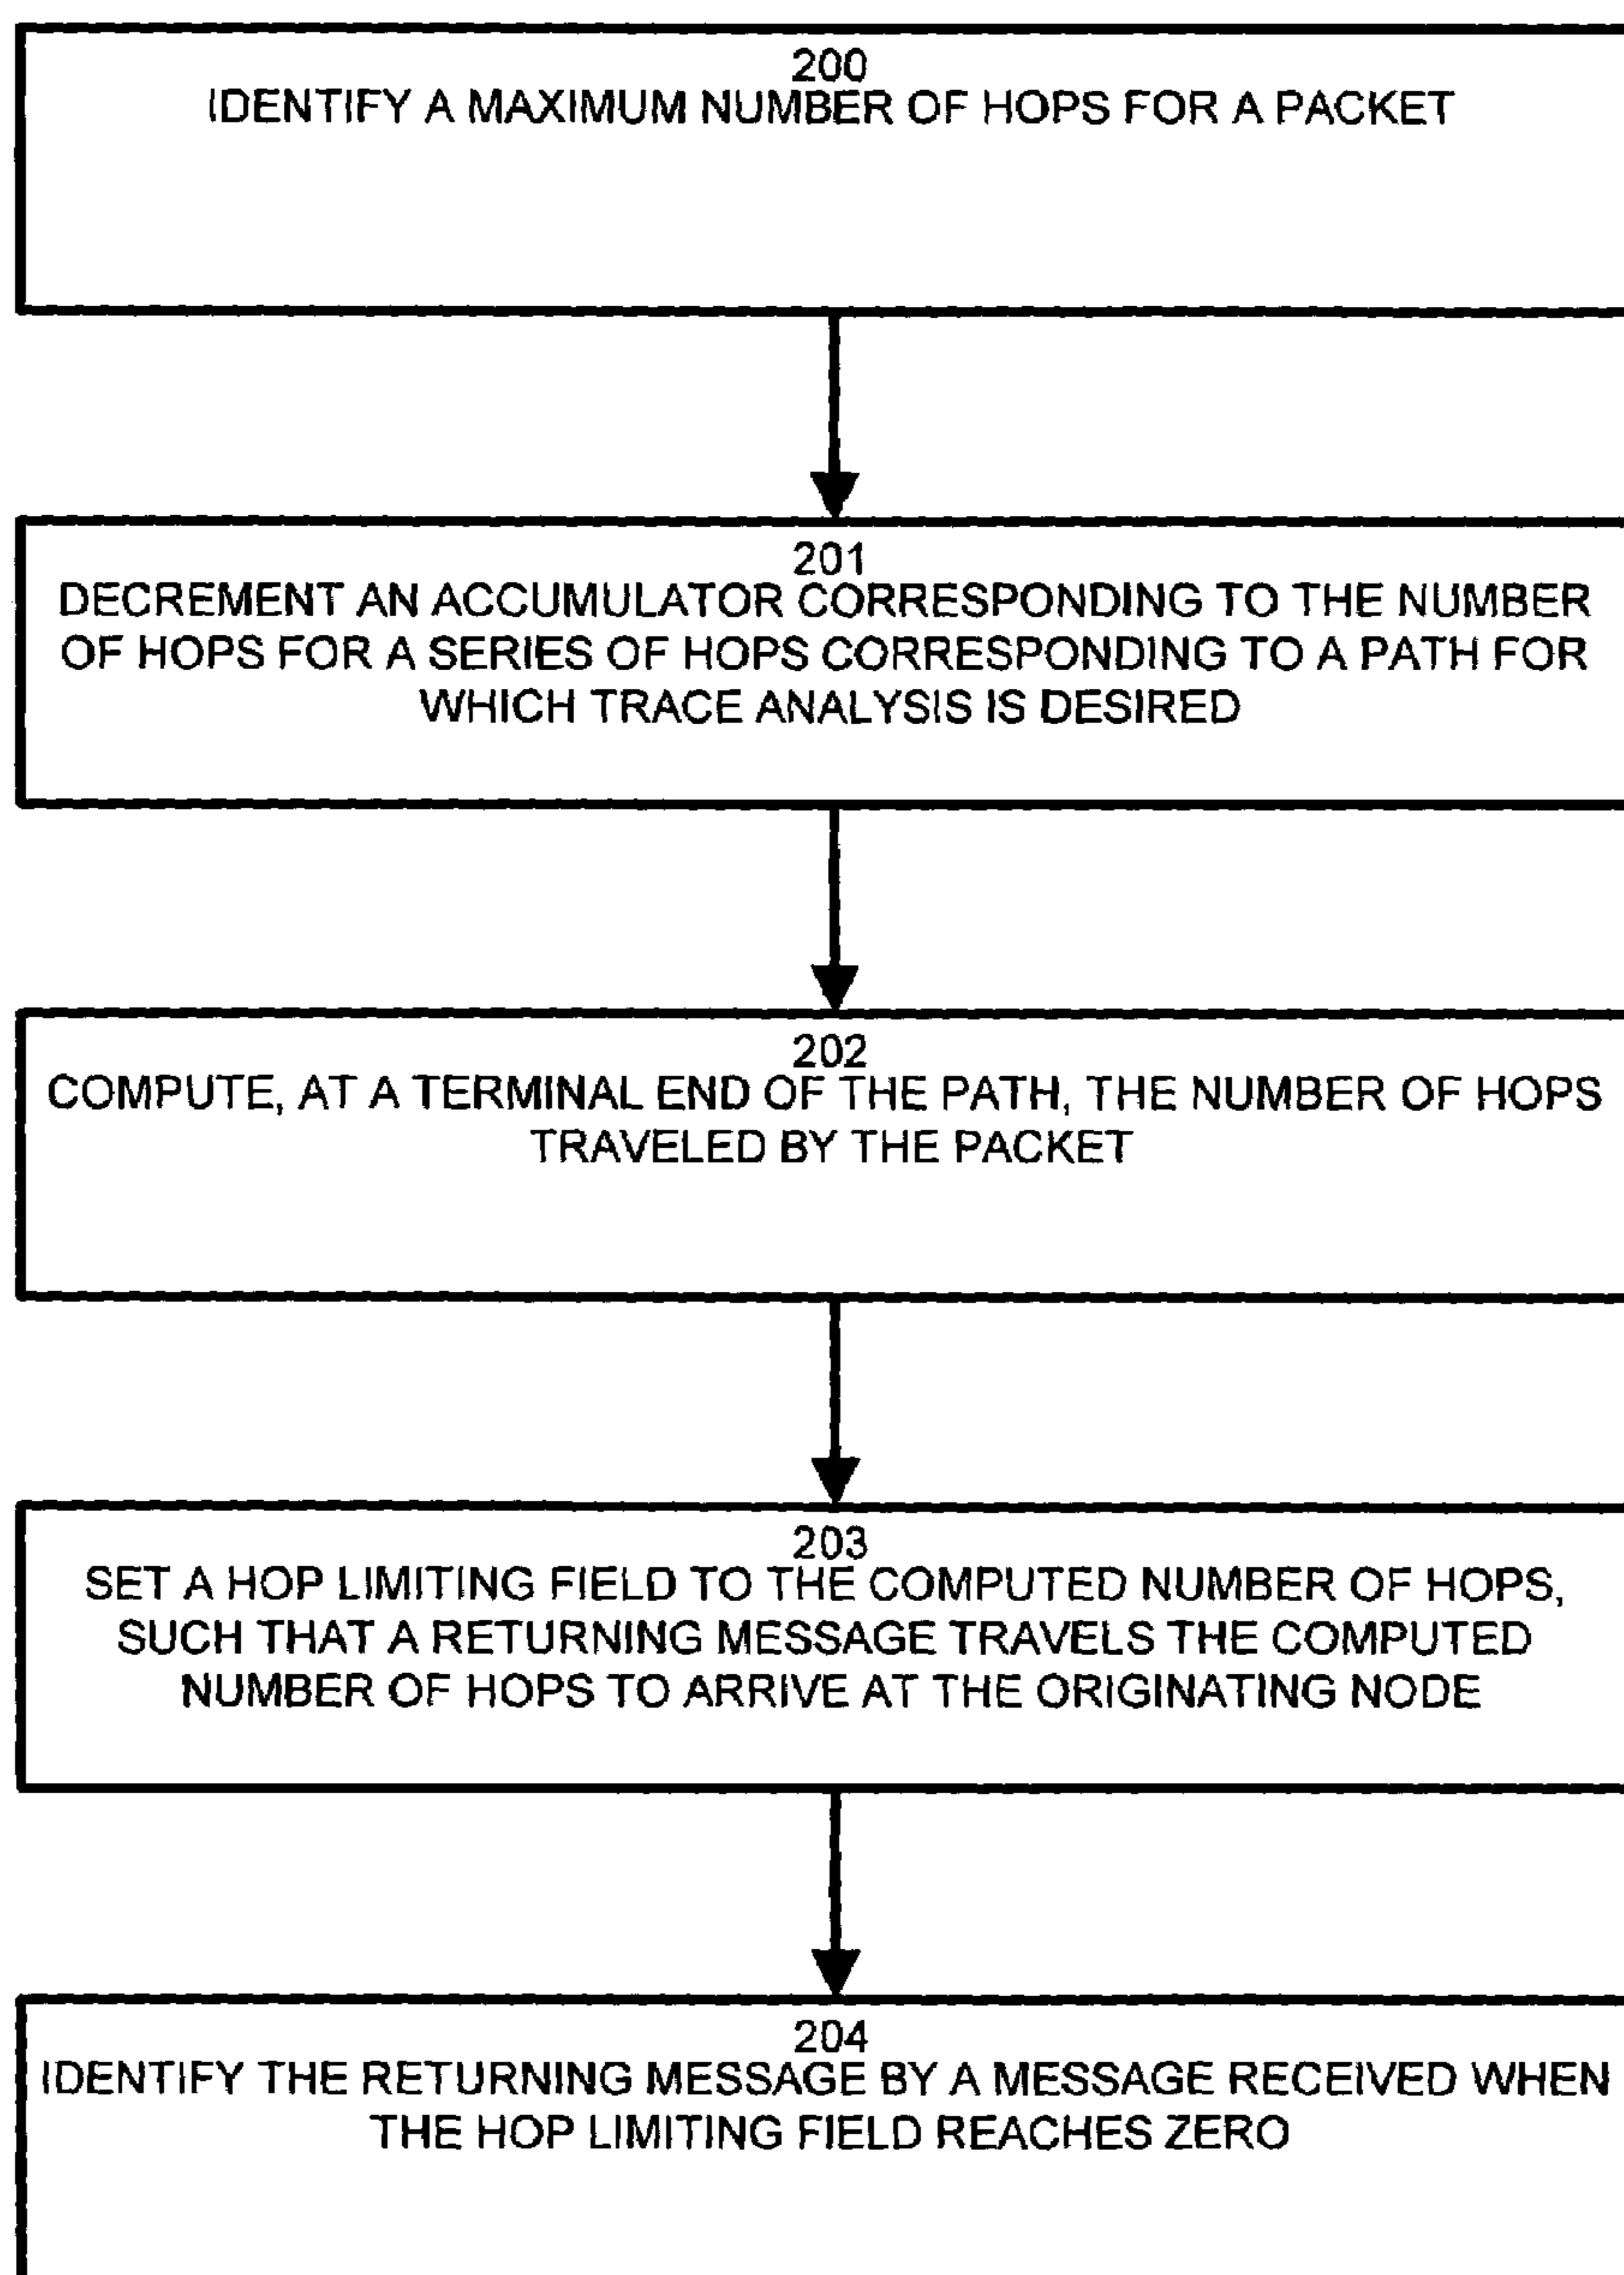 200
IDENTIFY A MAXIMUM NUMBER OF HOPS FOR A PACKET
201
DECREMENT AN ACCUMULATOR CORRESPONDING TO THE NUMBER
OF HOPS FOR A SERIES OF HOPS CORRESPONDING TO A PATH FOR
WHICH TRACE ANALYSIS IS DESIRED
202
COMPUTE, AT A TERMINAL END OF THE PATH, THE NUMBER OF HOPS
TRAVELED BY THE PACKET
203
SET A HOP LIMITING FIELD TO THE COMPUTED NUMBER OF HOPS,
SUCH THAT A RETURNING MESSAGE TRAVELS THE COMPUTED
NUMBER OF HOPS TO ARRIVE AT THE ORIGINATING NODE
204
IDENTIFY THE RETURNING MESSAGE BY A MESSAGE RECEIVED WHEN
THE HOP LIMITING FIELD REACHES ZERO